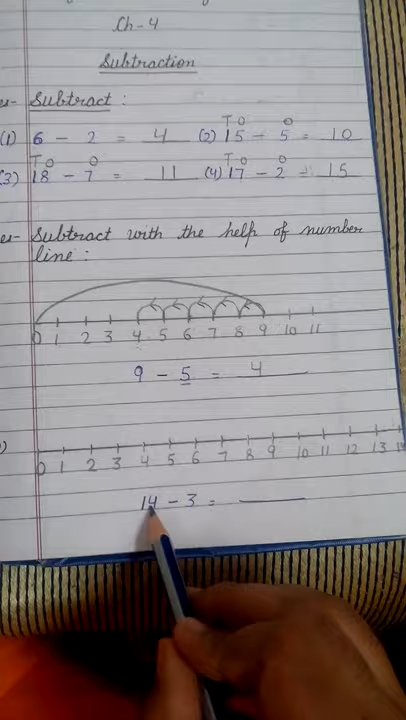 Ch-4
Subtraction
Subtract :
(1) 6 - 2 = 4 (2) 15 - 5 = 10
T O O T O O
(3) 18 - 7 = 11 (4) 17 - 2 = 15
T O O T O O
Subtract with the help of number
line :
0 1 2 3 4 5 6 7 8 9 10 11
9 - 5 = 4
0 1 2 3 4 5 6 7 8 9 10 11 12 13 14
14 - 3 =